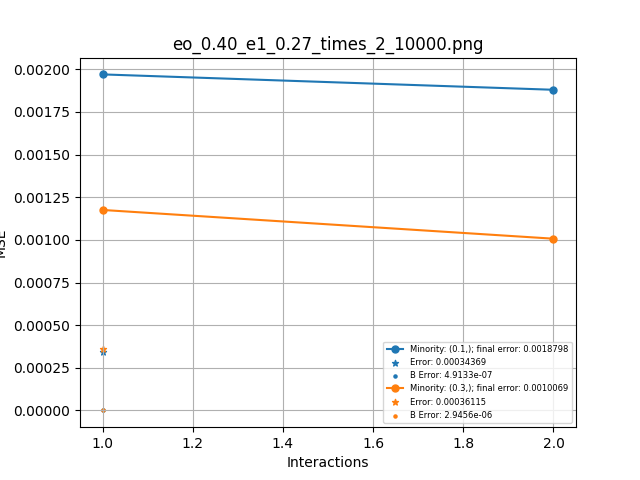 eo_0.40_e1_0.27_times_2_10000.png
0.00200
0.00175
0.00150
0.00125
0.00100
0.00075
0.00050
0.00025
0.00000
MSE
Minority: (0.1,); final error: 0.0018798
Error: 0.00034369
B Error: 4.9133e-07
Minority: (0.3,); final error: 0.0010069
Error: 0.00036115
B Error: 2.9456e-06
1.0 1.2 1.4 1.6 1.8 2.0
Interactions